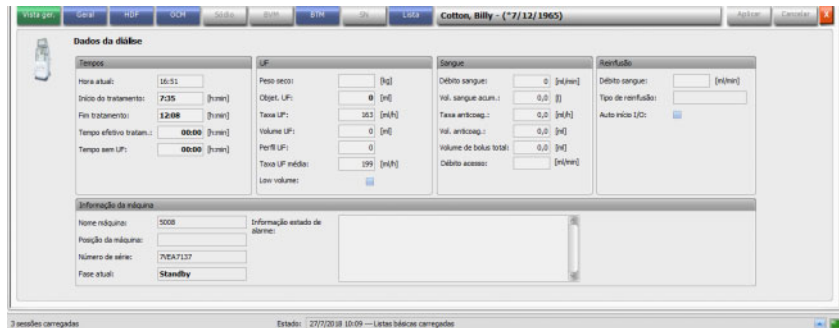 Vista ger. Geral HDF OCM Sódio BVM BTM SN Lista Cotton, Billy - (*7/12/1965) Aplicar Cancelar X
Dados da diálise
Tempos
Hora atual: 16:51
Início do tratamento: 7:35 [h:min]
Fim tratamento: 12:08 [h:min]
Tempo efetivo tratam.: 00:00 [h:min]
Tempo sem UF: 00:00 [h:min]
UF
Peso seco: [kg]
Objet. UF: 0 [ml]
Taxa UF: 163 [ml/h]
Volume UF: 0 [ml]
Perfil UF: 0
Taxa UF média: 199 [ml/h]
Low volume:
Sangue
Débito sangue: 0 [ml/min]
Vol. sangue acum.: 0,0 [l]
Taxa anticoag.: 0,0 [ml/h]
Vol. anticoag.: 0,0 [ml]
Volume de bolus total: 0,0 [ml]
Débito acesso: [ml/min]
Reinfusão
Débito sangue: [ml/min]
Tipo de reinfusão:
Auto início I/O:
Informação da máquina
Nome máquina: 5008
Posição da máquina:
Número de série: 7VEA7137
Fase atual: Standby
Informação estado de
alarme:
3 sessões carregadas Estado: 27/7/2018 10:09 --- Listas básicas carregadas